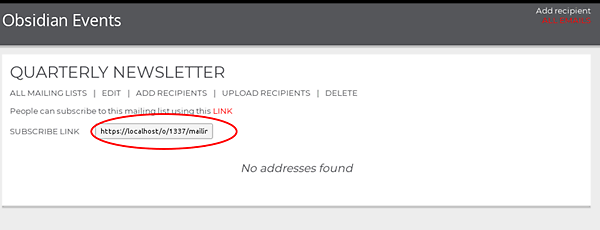 Obsidian Events
Add recipient
QUARTERLY NEWSLETTER
ALL MAILING LISTS | EDIT | ADD RECIPIENTS | UPLOAD RECIPIENTS | DELETE
People can subscribe to this mailing list using this LINK
SUBSCRIBE LINK https://localhost/o/1337/mailir
No addresses found